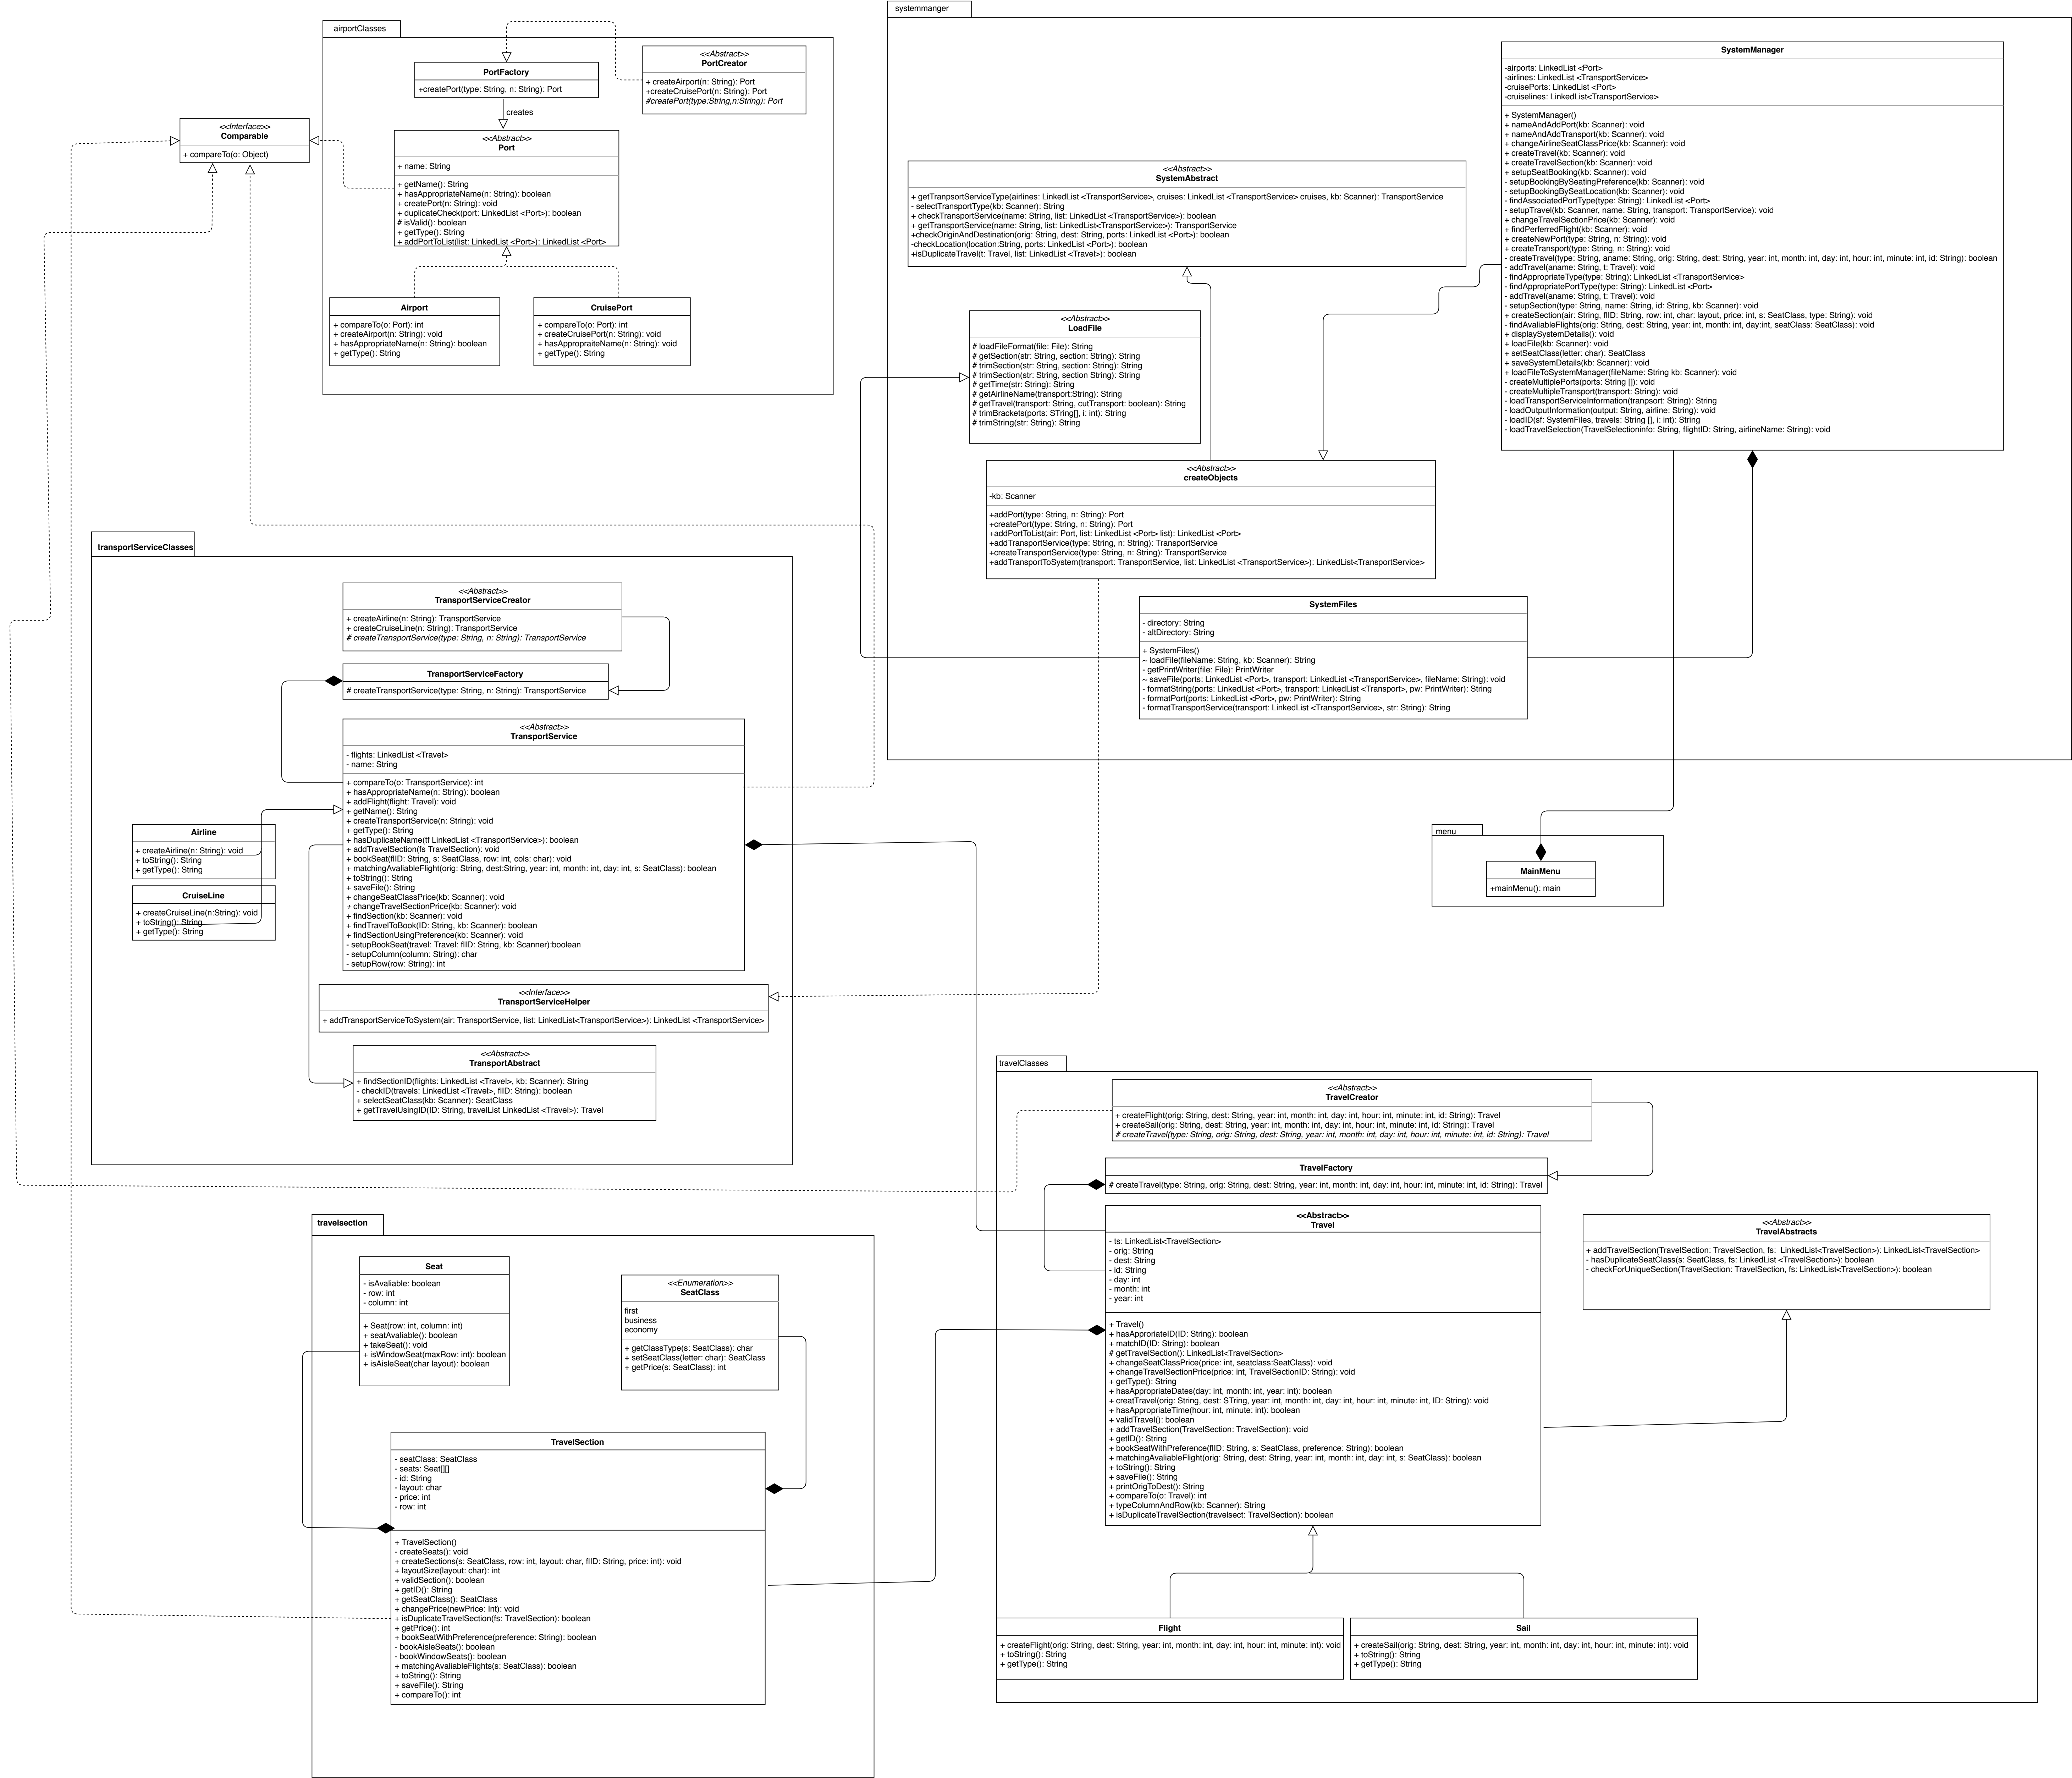 systemmanger
airportClasses
PortFactory
+createPort(type: String, n: String): Port
<<Abstract>>
PortCreator
+ createAirport(n: String): Port
+createCruisePort(n: String): Port
#createPort(type:String,n:String): Port
creates
<<Interface>>
Comparable
+ compareTo(o: Object)
<<Abstract>>
Port
+ name: String
+ getName(): String
+ hasAppropriateName(n: String): boolean
+ createPort(n: String): void
+ duplicateCheck(port: LinkedList <Port>): boolean
# isValid(): boolean
+ getType(): String
+ addPortToList(list: LinkedList <Port>): LinkedList <Port>
Airport
+ compareTo(o: Port): int
+ createAirport(n: String): void
+ hasAppropriateName(n: String): boolean
+ getType(): String
CruisePort
+ compareTo(o: Port): int
+ createCruisePort(n: String): void
+ hasAppropraiteName(n: String): void
+ getType(): String
SystemManager
-airports: LinkedList <Port>
-airlines: LinkedList <TransportService>
-cruisePorts: LinkedList <Port>
-cruiselines: LinkedList<TransportService>
+ SystemManager()
+ nameAndAddPort(kb: Scanner): void
+ nameAndAddTransport(kb: Scanner): void
+ changeAirlineSeatClassPrice(kb: Scanner): void
+ createTravel(kb: Scanner): void
+ createTravelSection(kb: Scanner): void
+ setupSeatBooking(kb: Scanner): void
- setupBookingBySeatingPreference(kb: Scanner): void
- setupBookingBySeatLocation(kb: Scanner): void
- findAssociatedPortType(type: String): LinkedList <Port>
- setupTravel(kb: Scanner, name: String, transport: TransportService): void
+ changeTravelSectionPrice(kb: Scanner): void
+ findPerferredFlight(kb: Scanner): void
+ createNewPort(type: String, n: String): void
+ createTransport(type: String, n: String): void
- createTravel(type: String, aname: String, orig: String, dest: String, year: int, month: int, day: int, hour: int, minute: int, id: String): boolean
- addTravel(aname: String, t: Travel): void
- findAppropriateType(type: String): LinkedList <TransportService>
- findAppropriatePortType(type: String): LinkedList <Port>
- addTravel(aname: String, t: Travel): void
- setupSection(type: String, name: String, id: String, kb: Scanner): void
+ createSection(air: String, flID: String, row: int, char: layout, price: int, s: SeatClass, type: String): void
- findAvaliableFlights(orig: String, dest: String, year: int, month: int, day:int, seatClass: SeatClass): void
+ displaySystemDetails(): void
+ loadFile(kb: Scanner): void
+ setSeatClass(letter: char): SeatClass
+ saveSystemDetails(kb: Scanner): void
+ loadFileToSystemManager(fileName: String kb: Scanner): void
- createMultiplePorts(ports: String []): void
- createMultipleTransport(transport: String): void
- loadTransportServiceInformation(tranpsort: String): String
- loadOutputInformation(output: String, airline: String): void
- loadID(sf: SystemFiles, travels: String [], i: int): String
- loadTravelSelection(TravelSelectioninfo: String, flightID: String, airlineName: String): void
<<Abstract>>
SystemAbstract
+ getTranpsortServiceType(airlines: LinkedList <TransportService>, cruises: LinkedList <TransportService> cruises, kb: Scanner): TransportService
- selectTransportType(kb: Scanner): String
+ checkTransportService(name: String, list: LinkedList <TransportService>): boolean
+ getTransportService(name: String, list: LinkedList<TransportService>): TransportService
+checkOriginAndDestination(orig: String, dest: String, ports: LinkedList <Port>): boolean
-checkLocation(location:String, ports: LinkedList <Port>): boolean
+isDuplicateTravel(t: Travel, list: LinkedList <Travel>): boolean
<<Abstract>>
LoadFile
# loadFileFormat(file: File): String
# getSection(str: String, section: String): String
# trimSection(str: String, section: String): String
# trimSection(str: String, section String): String
# getTime(str: String): String
# getAirlineName(transport:String): String
# getTravel(transport: String, cutTransport: boolean): String
# trimBrackets(ports: STring[], i: int): String
# trimString(str: String): String
<<Abstract>>
createObjects
-kb: Scanner
+addPort(type: String, n: String): Port
+createPort(type: String, n: String): Port
+addPortToList(air: Port, list: LinkedList <Port> list): LinkedList <Port>
+addTransportService(type: String, n: String): TransportService
+createTransportService(type: String, n: String): TransportService
+addTransportToSystem(transport: TransportService, list: LinkedList <TransportService>): LinkedList<TransportService>
SystemFiles
- directory: String
- altDirectory: String
+ SystemFiles()
~ loadFile(fileName: String, kb: Scanner): String
- getPrintWriter(file: File): PrintWriter
~ saveFile(ports: LinkedList <Port>, transport: LinkedList <TransportService>, fileName: String): void
- formatString(ports: LinkedList <Port>, transport: LinkedList <Transport>, pw: PrintWriter): String
- formatPort(ports: LinkedList <Port>, pw: PrintWriter): String
- formatTransportService(transport: LinkedList <TransportService>, str: String): String
menu
MainMenu
+mainMenu(): main
transportServiceClasses
<<Abstract>>
TransportServiceCreator
+ createAirline(n: String): TransportService
+ createCruiseLine(n: String): TransportService
# createTransportService(type: String, n: String): TransportService
TransportServiceFactory
# createTransportService(type: String, n: String): TransportService
<<Abstract>>
TransportService
- flights: LinkedList <Travel>
- name: String
+ compareTo(o: TransportService): int
+ hasAppropriateName(n: String): boolean
+ addFlight(flight: Travel): void
+ getName(): String
+ createTransportService(n: String): void
+ getType(): String
+ hasDuplicateName(tf LinkedList <TransportService>): boolean
+ addTravelSection(fs TravelSection): void
+ bookSeat(flID: String, s: SeatClass, row: int, cols: char): void
+ matchingAvaliableFlight(orig: String, dest:String, year: int, month: int, day: int, s: SeatClass): boolean
+ toString(): String
+ saveFile(): String
+ changeSeatClassPrice(kb: Scanner): void
+ changeTravelSectionPrice(kb: Scanner): void
+ findSection(kb: Scanner): void
+ findTravelToBook(ID: String, kb: Scanner): boolean
+ findSectionUsingPreference(kb: Scanner): void
- setupBookSeat(travel: Travel: flID: String, kb: Scanner):boolean
- setupColumn(column: String): char
- setupRow(row: String): int
Airline
+ createAirline(n: String): void
+ toString(): String
+ getType(): String
CruiseLine
+ createCruiseLine(n:String): void
+ toString(): String
+ getType(): String
<<Interface>>
TransportServiceHelper
+ addTransportServiceToSystem(air: TransportService, list: LinkedList<TransportService>): LinkedList <TransportService>
<<Abstract>>
TransportAbstract
+ findSectionID(flights: LinkedList <Travel>, kb: Scanner): String
- checkID(travels: LinkedList <Travel>, flID: String): boolean
+ selectSeatClass(kb: Scanner): SeatClass
+ getTravelUsingID(ID: String, travelList LinkedList <Travel>): Travel
travelClasses
<<Abstract>>
TravelCreator
+ createFlight(orig: String, dest: String, year: int, month: int, day: int, hour: int, minute: int, id: String): Travel
+ createSail(orig: String, dest: String, year: int, month: int, day: int, hour: int, minute: int, id: String): Travel
# createTravel(type: String, orig: String, dest: String, year: int, month: int, day: int, hour: int, minute: int, id: String): Travel
TravelFactory
# createTravel(type: String, orig: String, dest: String, year: int, month: int, day: int, hour: int, minute: int, id: String): Travel
<<Abstract>>
Travel
- ts: LinkedList<TravelSection>
- orig: String
- dest: String
- id: String
- day: int
- month: int
- year: int
+ Travel()
+ hasApproriateID(ID: String): boolean
+ matchID(ID: String): boolean
# getTravelSection(): LinkedList<TravelSection>
+ changeSeatClassPrice(price: int, seatclass:SeatClass): void
+ changeTravelSectionPrice(price: int, TravelSectionID: String): void
+ getType(): String
+ hasAppropriateDates(day: int, month: int, year: int): boolean
+ creatTravel(orig: String, dest: STring, year: int, month: int, day: int, hour: int, minute: int, ID: String): void
+ hasAppropriateTime(hour: int, minute: int): boolean
+ validTravel(): boolean
+ addTravelSection(TravelSection: TravelSection): void
+ getID(): String
+ bookSeatWithPreference(flID: String, s: SeatClass, preference: String): boolean
+ matchingAvaliableFlight(orig: String, dest: String, year: int, month: int, day: int, s: SeatClass): boolean
+ toString(): String
+ saveFile(): String
+ printOrigToDest(): String
+ compareTo(o: Travel): int
+ typeColumnAndRow(kb: Scanner): String
+ isDuplicateTravelSection(travelsect: TravelSection): boolean
<<Abstract>>
TravelAbstracts
+ addTravelSection(TravelSection: TravelSection, fs: LinkedList<TravelSection>): LinkedList<TravelSection>
- hasDuplicateSeatClass(s: SeatClass, fs: LinkedList <TravelSection>): boolean
- checkForUniqueSection(TravelSection: TravelSection, fs: LinkedList<TravelSection>): boolean
Flight
+ createFlight(orig: String, dest: String, year: int, month: int, day: int, hour: int, minute: int): void
+ toString(): String
+ getType(): String
Sail
+ createSail(orig: String, dest: String, year: int, month: int, day: int, hour: int, minute: int): void
+ toString(): String
+ getType(): String
travelsection
Seat
- isAvaliable: boolean
- row: int
- column: int
+ Seat(row: int, column: int)
+ seatAvaliable(): boolean
+ takeSeat(): void
+ isWindowSeat(maxRow: int): boolean
+ isAisleSeat(char layout): boolean
<<Enumeration>>
SeatClass
first
business
economy
+ getClassType(s: SeatClass): char
+ setSeatClass(letter: char): SeatClass
+ getPrice(s: SeatClass): int
TravelSection
- seatClass: SeatClass
- seats: Seat[][]
- id: String
- layout: char
- price: int
- row: int
+ TravelSection()
- createSeats(): void
+ createSections(s: SeatClass, row: int, layout: char, flID: String, price: int): void
+ layoutSize(layout: char): int
+ validSection(): boolean
+ getID(): String
+ getSeatClass(): SeatClass
+ changePrice(newPrice: Int): void
+ isDuplicateTravelSection(fs: TravelSection): boolean
+ getPrice(): int
+ bookSeatWithPreference(preference: String): boolean
- bookAisleSeats(): boolean
- bookWindowSeats(): boolean
+ matchingAvaliableFlights(s: SeatClass): boolean
+ toString(): String
+ saveFile(): String
+ compareTo(): int